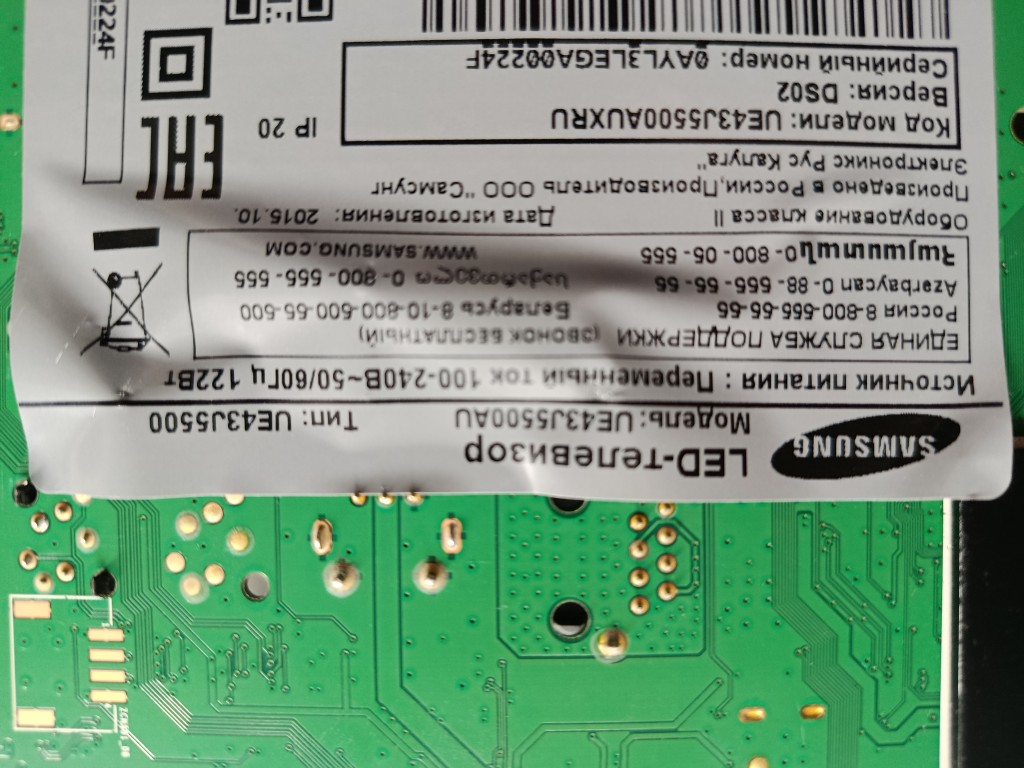 SAMSUNG
LED-телевизор
Модель: UE43J5500AU Тип: UE43J5500
Источник питания : Переменный ток 100-240В~50/60Гц 122Вт
ЕДИНАЯ СЛУЖБА ПОДДЕРЖКИ (ЗВОНОК БЕСПЛАТНЫЙ)
Россия 8-800-555-55-55 Беларусь 8-10-800-500-55-500
Azərbaycan 0- 88- 555- 55- 55 საქართველო 0- 800- 555- 555
Հայաստան 0- 800- 05- 555 WWW.SAMSUNG.COM
Оборудование класса II Дата изготовления: 2015.10.
Произведено в России,Производитель ООО "Самсунг
Электроникс Рус Калуга"
EAC
IP 20
Код модели: UE43J5500AUXRU
Версия: DS02
Серийный номер: 0AYL3LEGA00224F
0224F